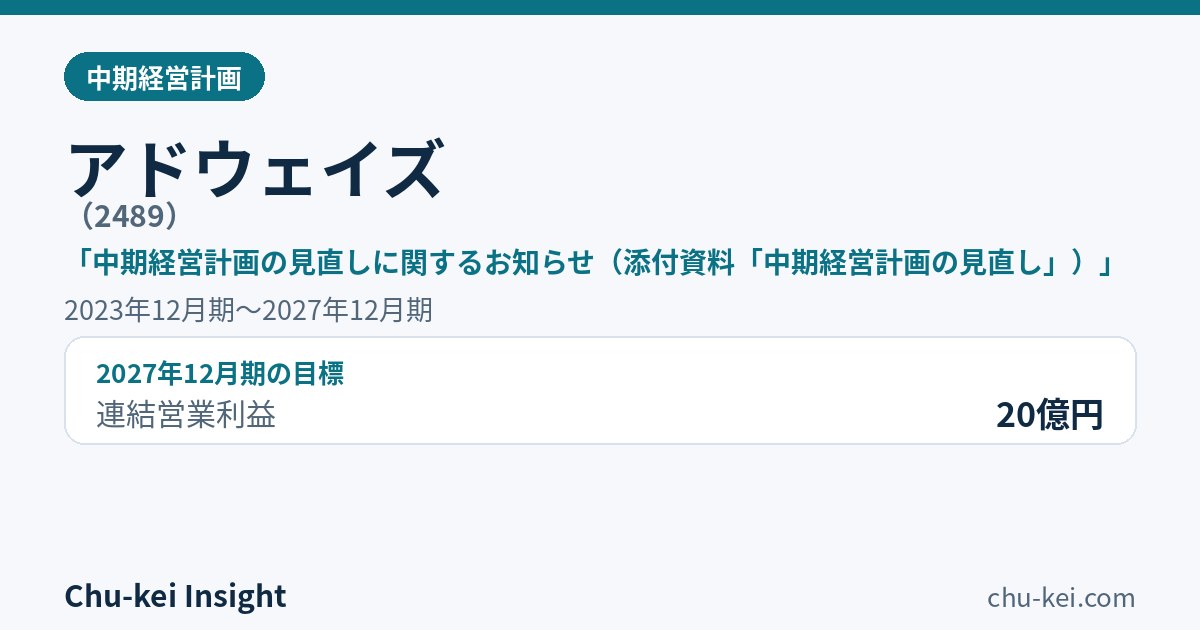 中期経営計画
アドウェイズ
（2489）
「中期経営計画の見直しに関するお知らせ（添付資料「中期経営計画の見直し」）」
2023年12月期～2027年12月期
2027年12月期の目標
連結営業利益 20億円
Chu-kei Insight chu-kei.com